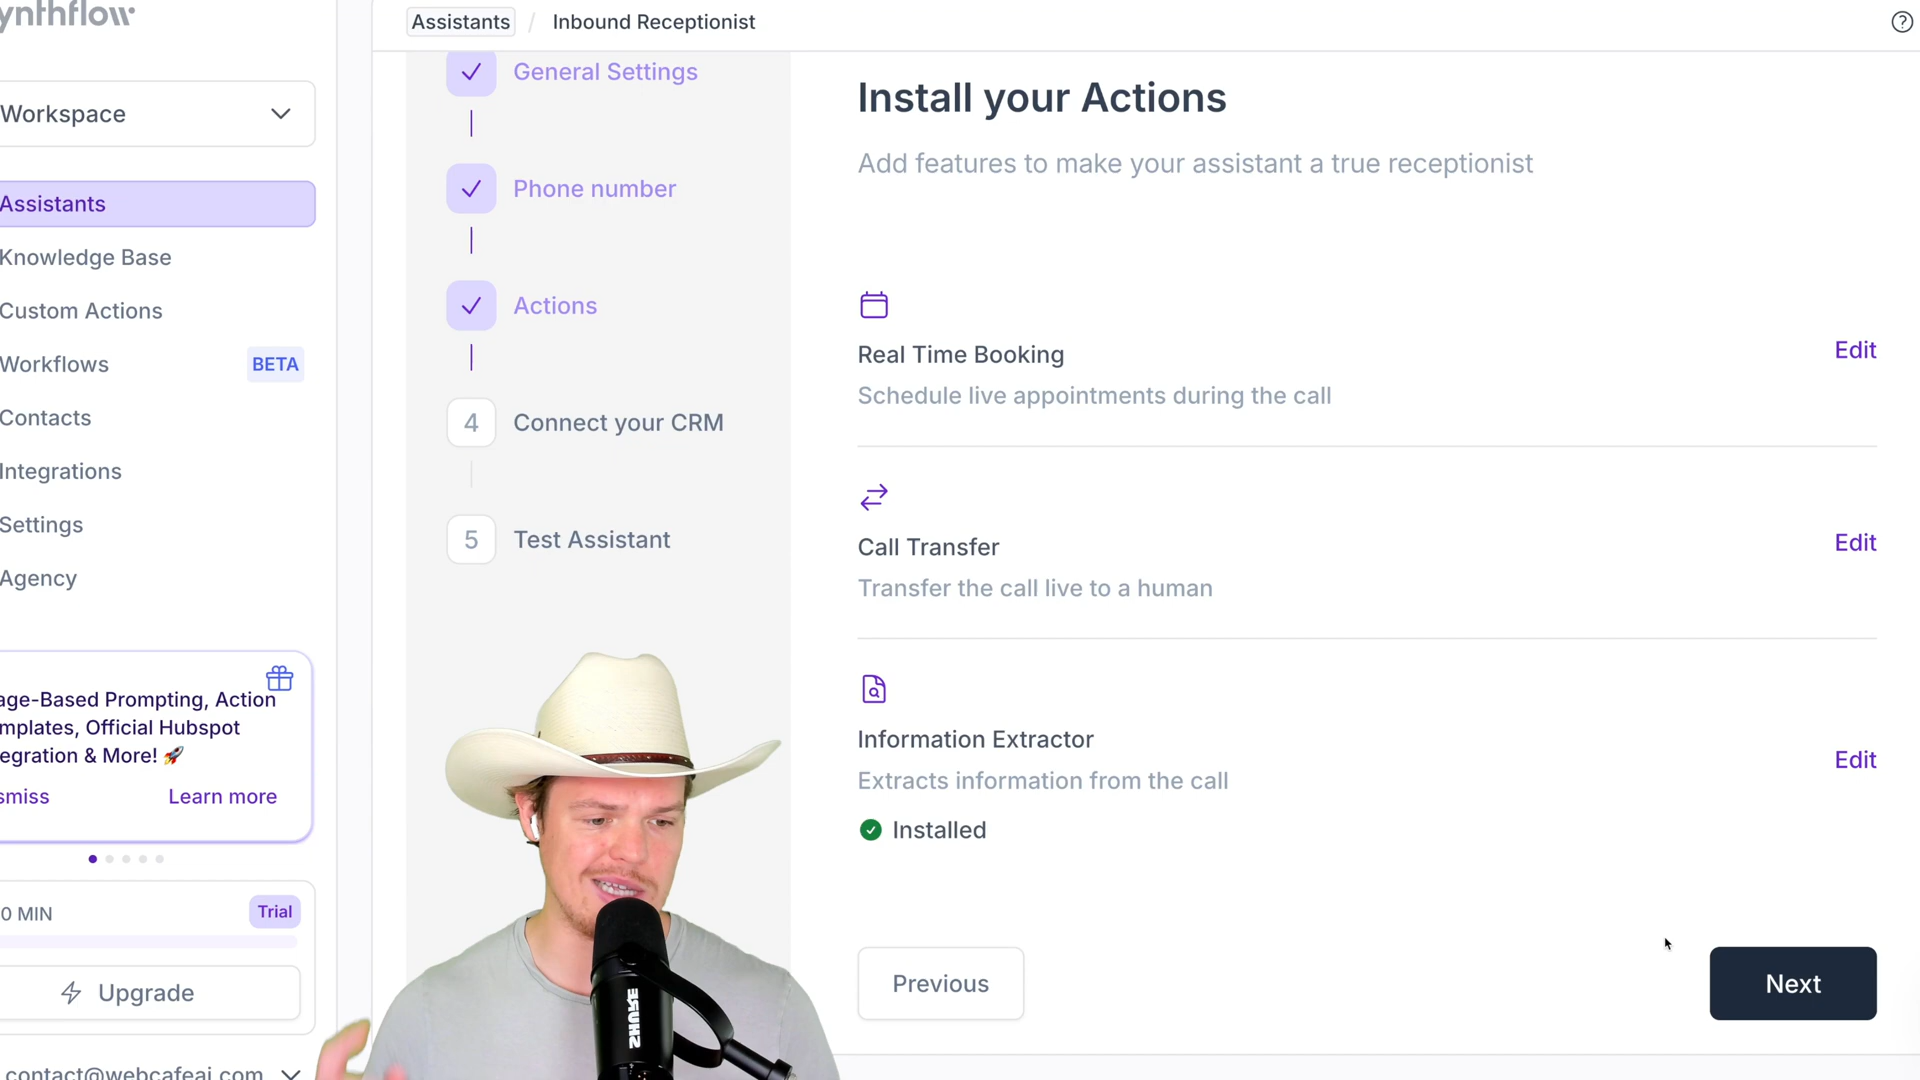 ynthflow
Assistants / Inbound Receptionist
Workspace
Assistants
Knowledge Base
Custom Actions
Workflows BETA
Contacts
Integrations
Settings
Agency
age-Based Prompting, Action
mplates, Official Hubspot
egration & More! 🚀
smiss Learn more
0 MIN Trial
Upgrade
contact@webcafeai.com
General Settings
Phone number
Actions
4 Connect your CRM
5 Test Assistant
Install your Actions
Add features to make your assistant a true receptionist
Real Time Booking
Edit
Schedule live appointments during the call
Call Transfer
Edit
Transfer the call live to a human
Information Extractor
Edit
Extracts information from the call
Installed
Previous
Next
SHURE